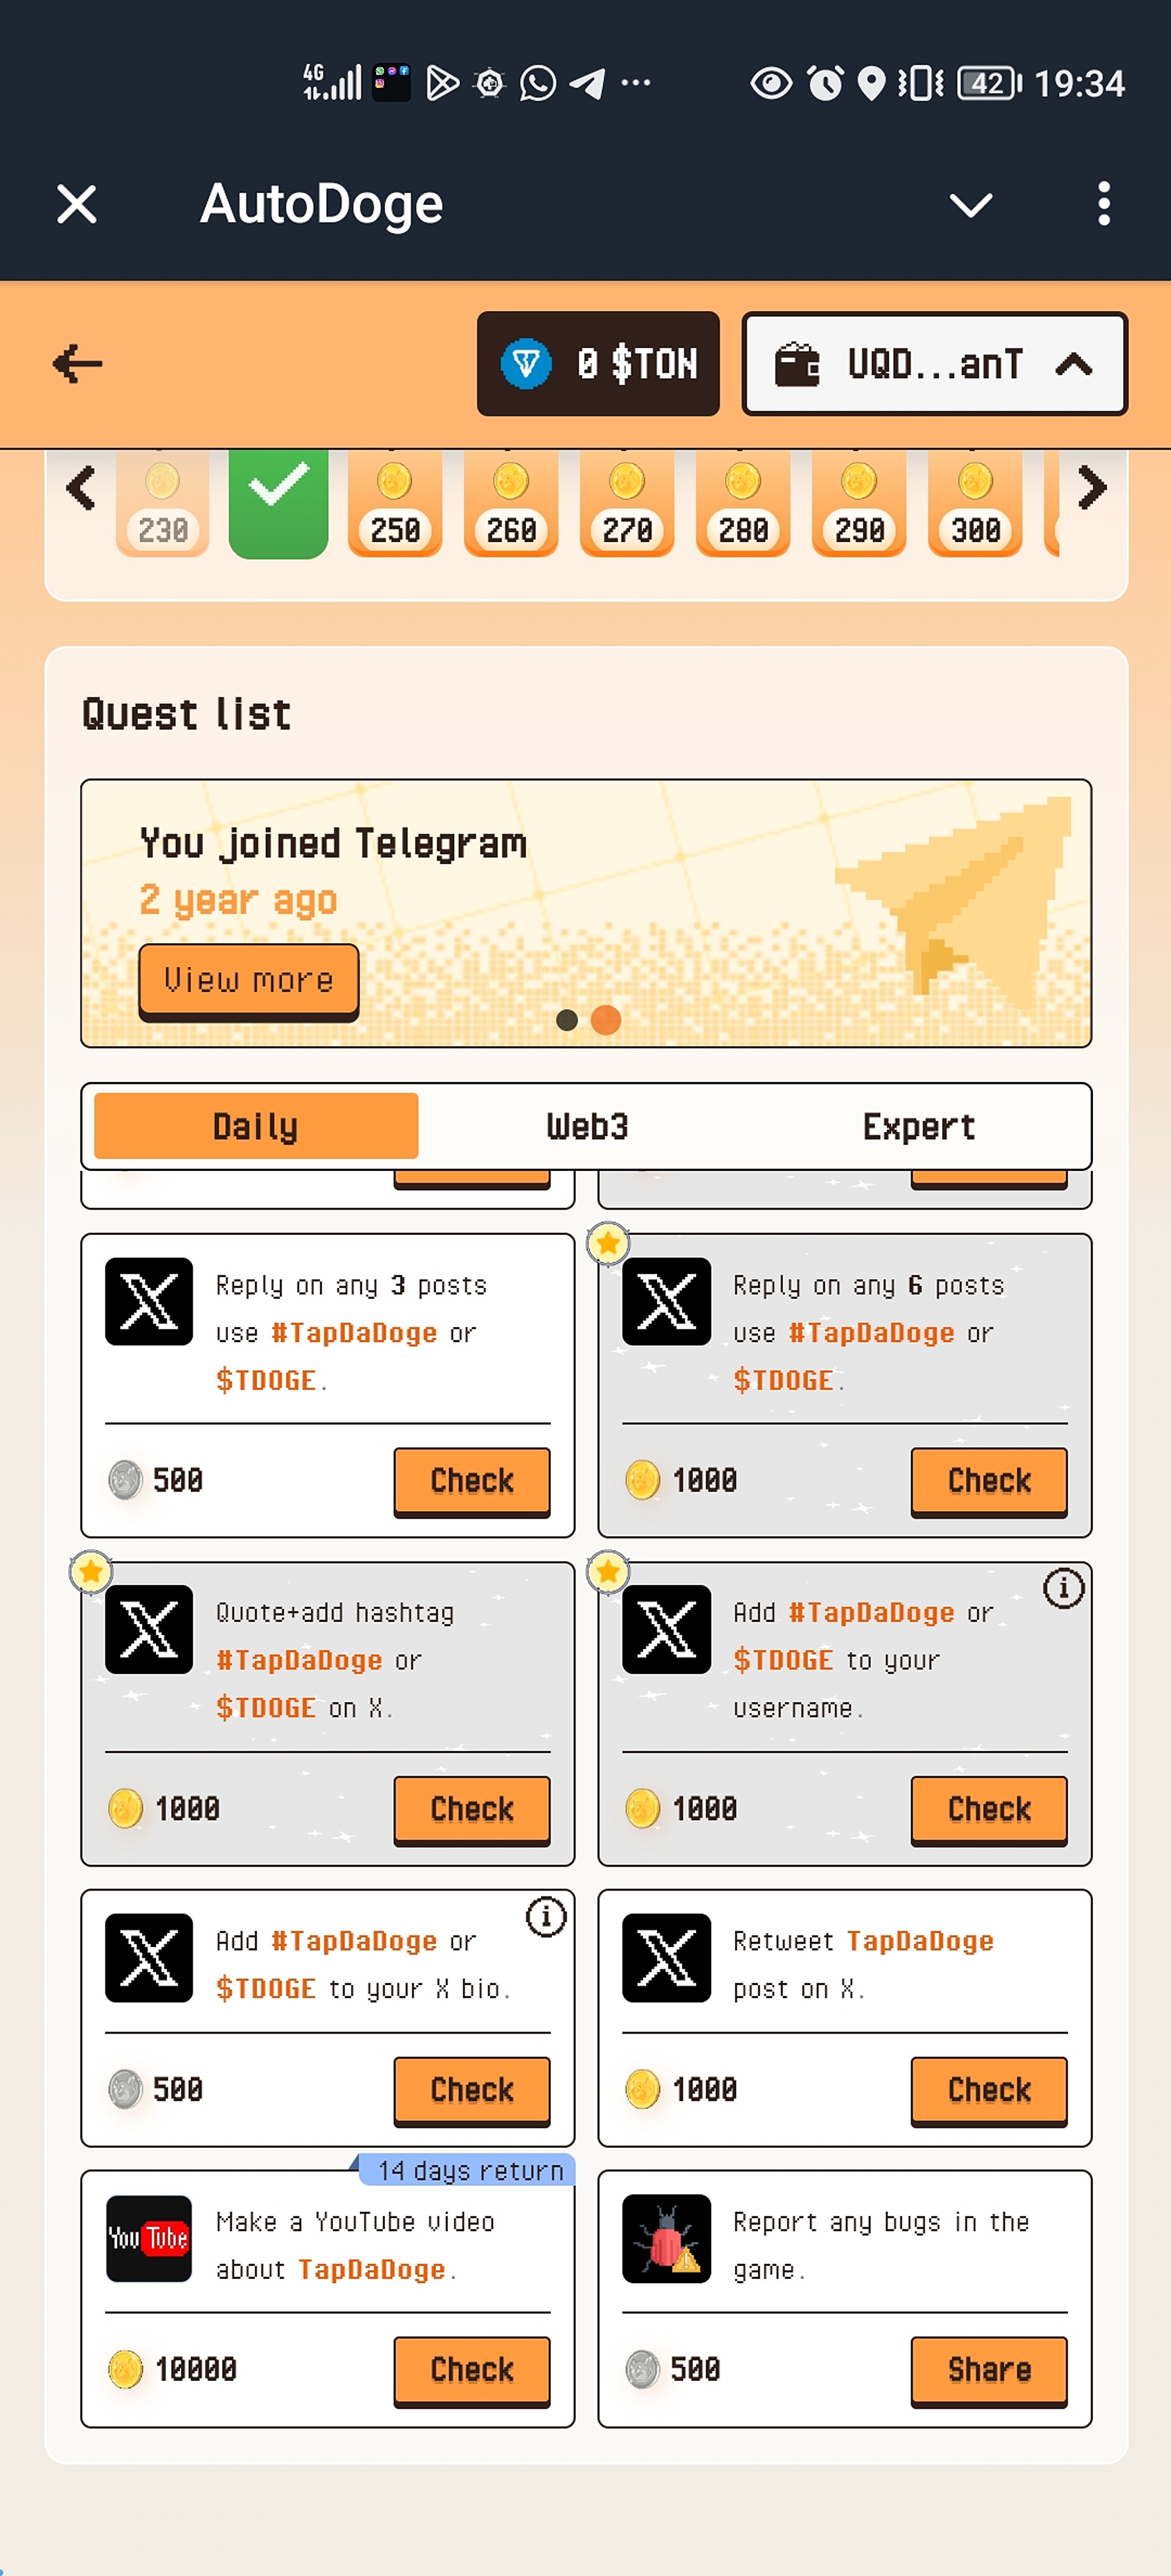 4G 42 19:34
AutoDoge
0 $TON UQD...anT
230 250 260 270 280 290 300
Quest list
You joined Telegram
2 year ago
View more
Daily Web3 Expert
Reply on any 3 posts
use #TapDaDoge or
$TDOGE.
500 Check
Reply on any 6 posts
use #TapDaDoge or
$TDOGE.
1000 Check
Quote+add hashtag
#TapDaDoge or
$TDOGE on X.
1000 Check
Add #TapDaDoge or
$TDOGE to your
username.
1000 Check
Add #TapDaDoge or
$TDOGE to your X bio.
500 Check
Retweet TapDaDoge
post on X.
1000 Check
14 days return
YouTube
Make a YouTube video
about TapDaDoge.
10000 Check
Report any bugs in the
game.
500 Share